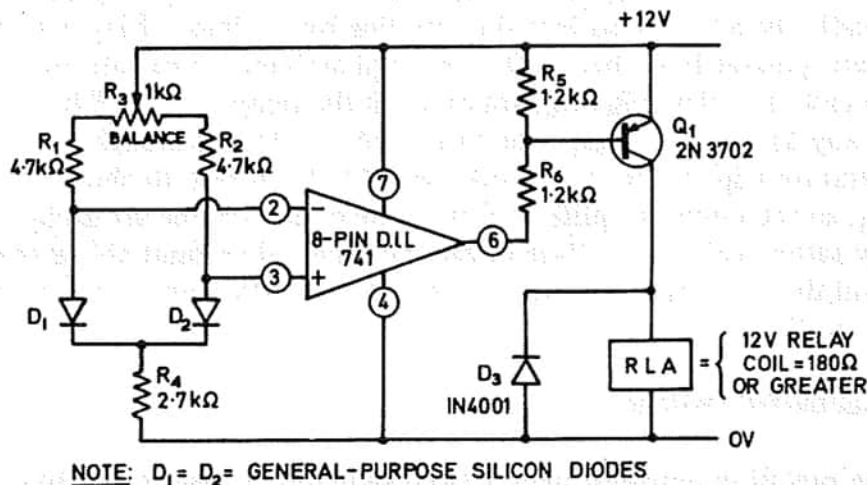 +12V
R5
1.2kΩ
R3 1kΩ
BALANCE
R1
4.7kΩ
R2
4.7kΩ
Q1
2N 3702
7
R6
1.2kΩ
2
-
8-PIN D.I.L
741
6
3
+
4
D1
D2
R4
2.7kΩ
D3
IN4001
RLA
=
12V RELAY
COIL = 180Ω
OR GREATER
0V
NOTE: D1 = D2 = GENERAL-PURPOSE SILICON DIODES